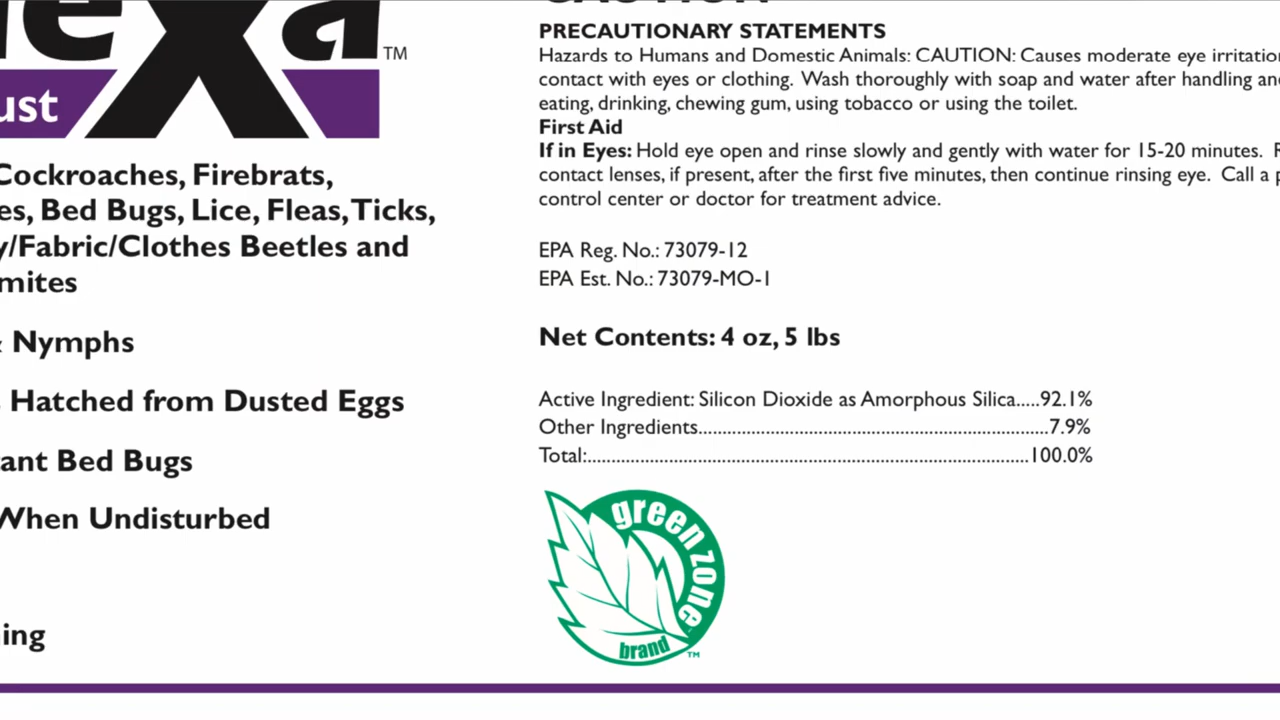 exa™
ust
Cockroaches, Firebrats,
Bed Bugs, Lice, Fleas, Ticks,
y/Fabric/Clothes Beetles and
mites
Nymphs
Hatched from Dusted Eggs
tant Bed Bugs
When Undisturbed
ing
CAUTION
PRECAUTIONARY STATEMENTS
Hazards to Humans and Domestic Animals: CAUTION: Causes moderate eye irritation
contact with eyes or clothing. Wash thoroughly with soap and water after handling and
eating, drinking, chewing gum, using tobacco or using the toilet.
First Aid
If in Eyes: Hold eye open and rinse slowly and gently with water for 15-20 minutes.
contact lenses, if present, after the first five minutes, then continue rinsing eye. Call a p
control center or doctor for treatment advice.
EPA Reg. No.: 73079-12
EPA Est. No.: 73079-MO-1
Net Contents: 4 oz, 5 lbs
Active Ingredient: Silicon Dioxide as Amorphous Silica.....92.1%
Other Ingredients................................................................7.9%
Total:................................................................................100.0%
green zone
brand™